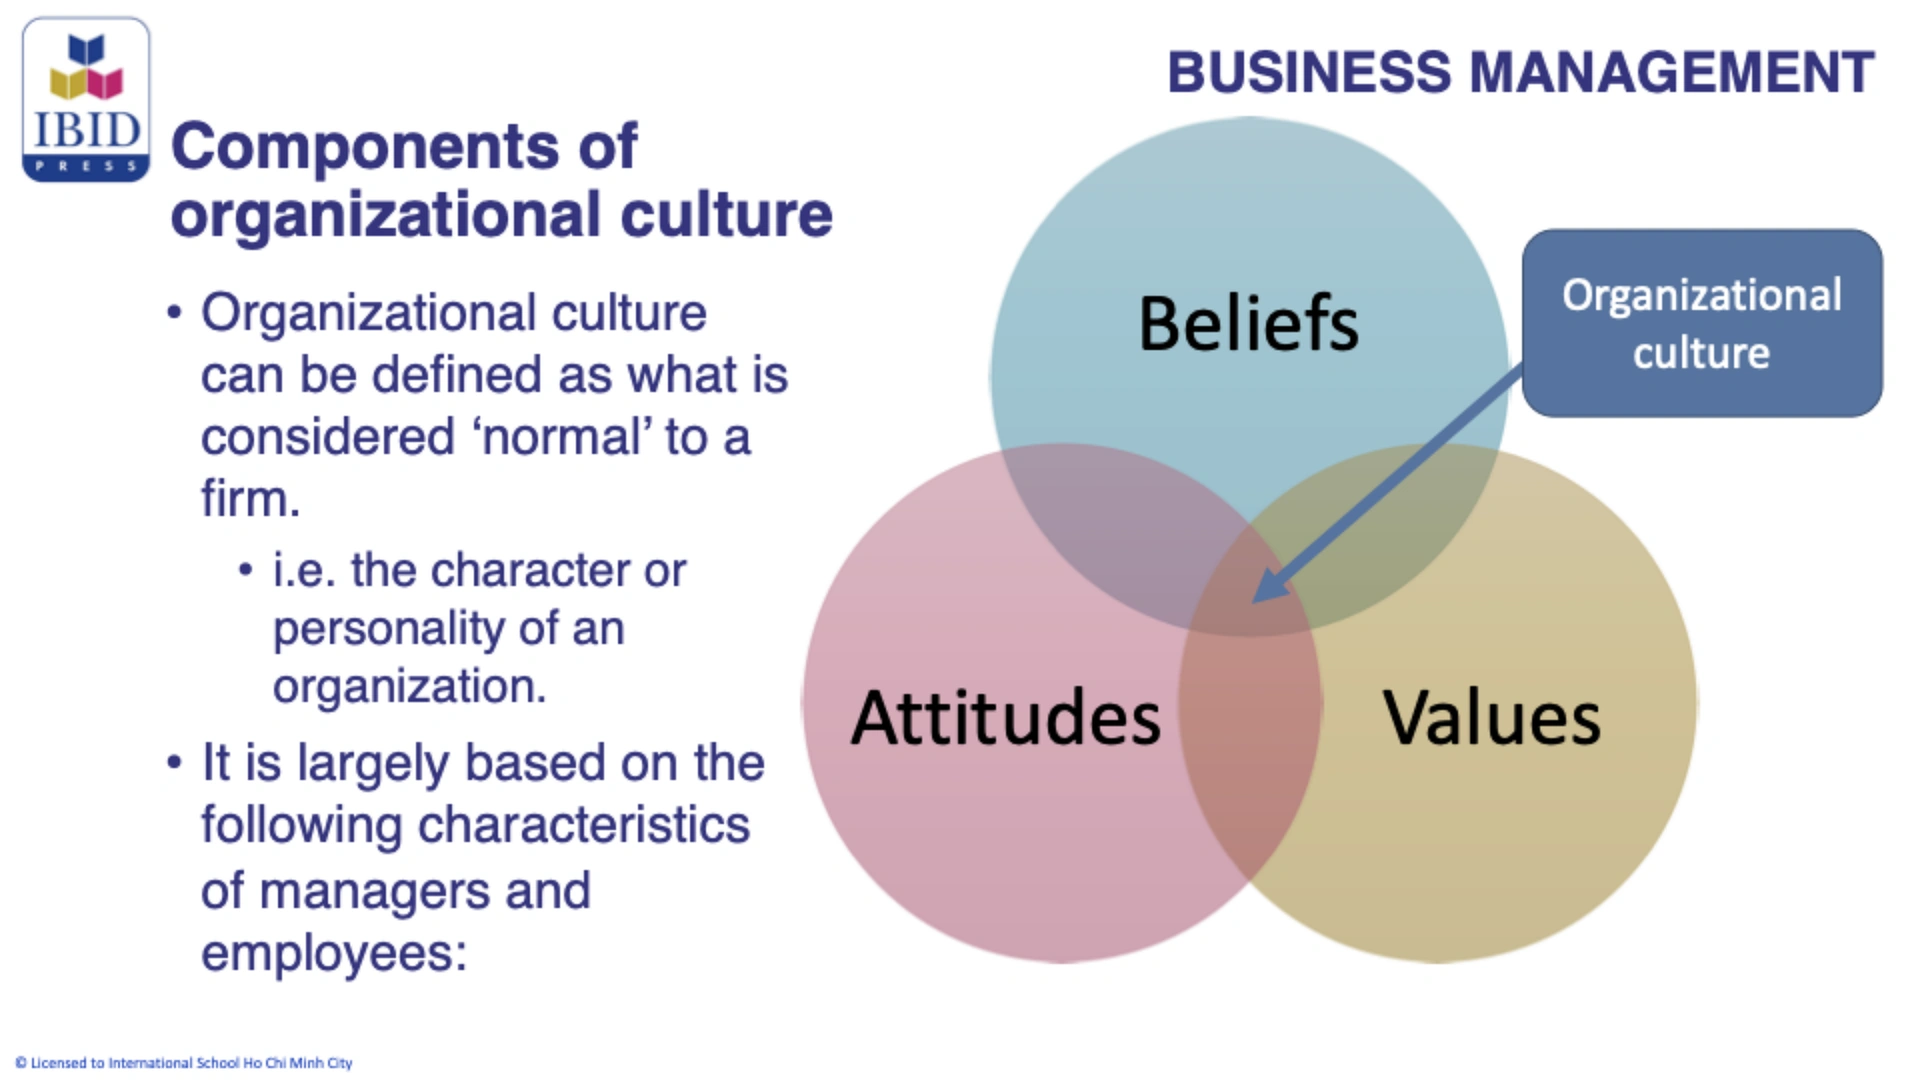 IBID
PRESS
BUSINESS MANAGEMENT
Components of
organizational culture
• Organizational culture
can be defined as what is
considered ‘normal’ to a
firm.
• i.e. the character or
personality of an
organization.
• It is largely based on the
following characteristics
of managers and
employees:
Beliefs
Organizational
culture
Attitudes
Values
© Licensed to International School Ho Chi Minh City